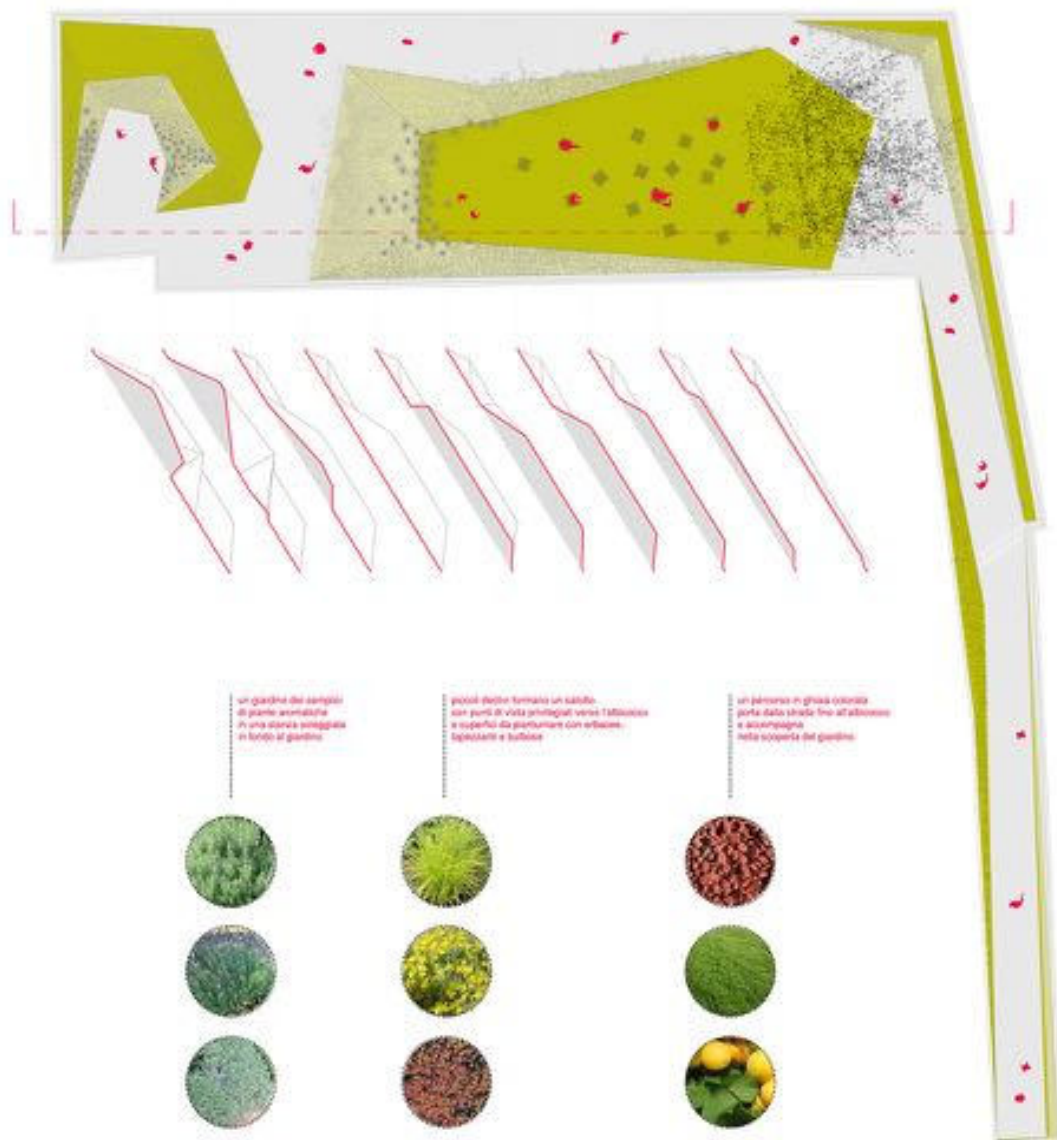 un giardino dei semplici
di piante aromatiche
in una stanza soleggiata
in fondo al giardino
piccoli declivi formano un salotto
con punti di vista privilegiati verso l'albicocco
e superfici da piantumare con erbacee,
tapezzanti e bulbose
un percorso in ghiaia colorata
porta dalla strada fino all'albicocco
e accompagna
nella scoperta del giardino